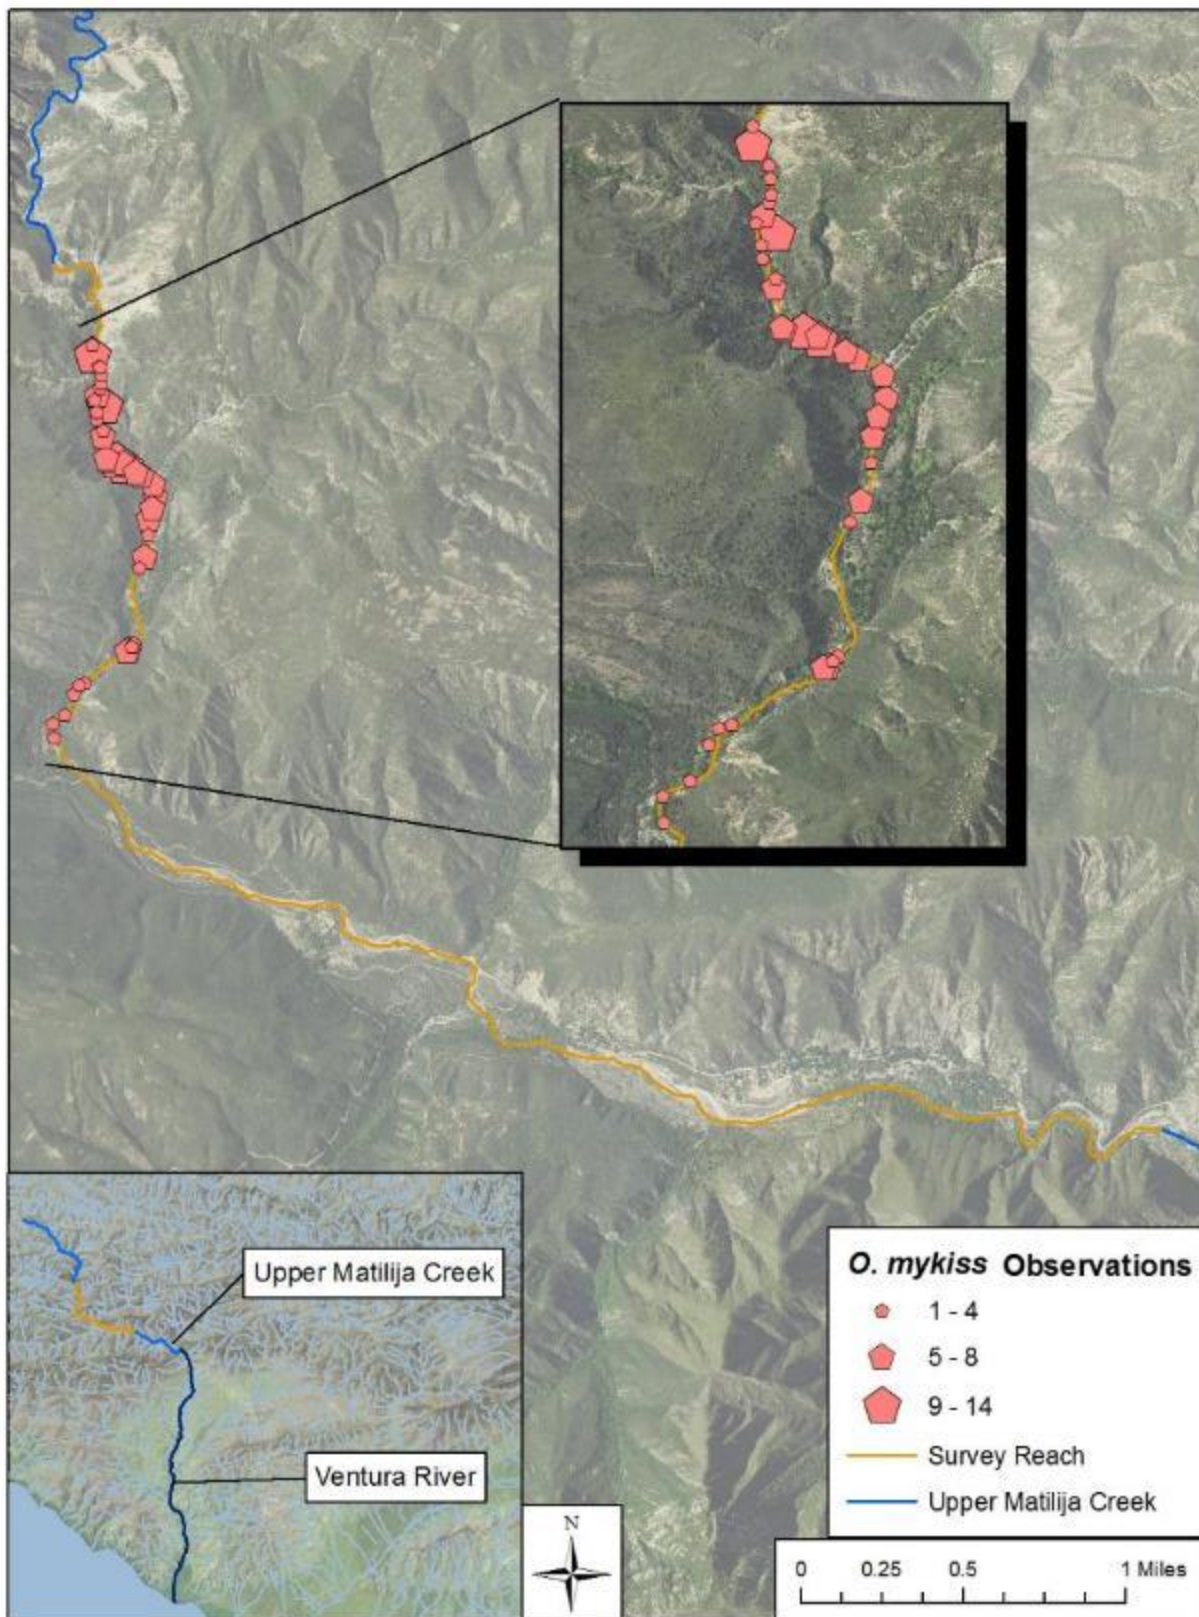 Upper Matilija Creek
Ventura River
N
O. mykiss Observations
1 - 4
5 - 8
9 - 14
Survey Reach
Upper Matilija Creek
0 0.25 0.5 1 Miles